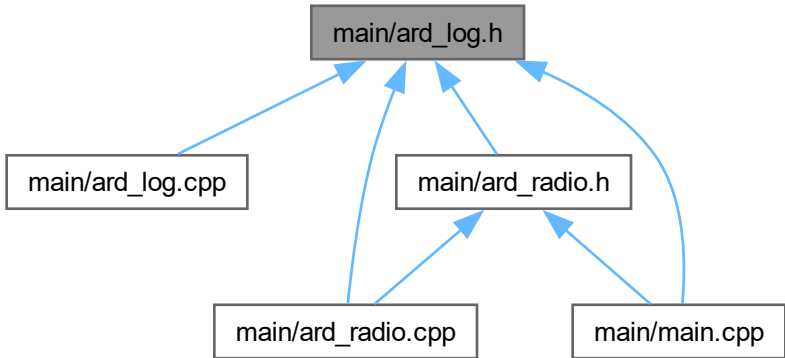 main/ard_log.h
main/ard_log.cpp
main/ard_radio.h
main/ard_radio.cpp
main/main.cpp